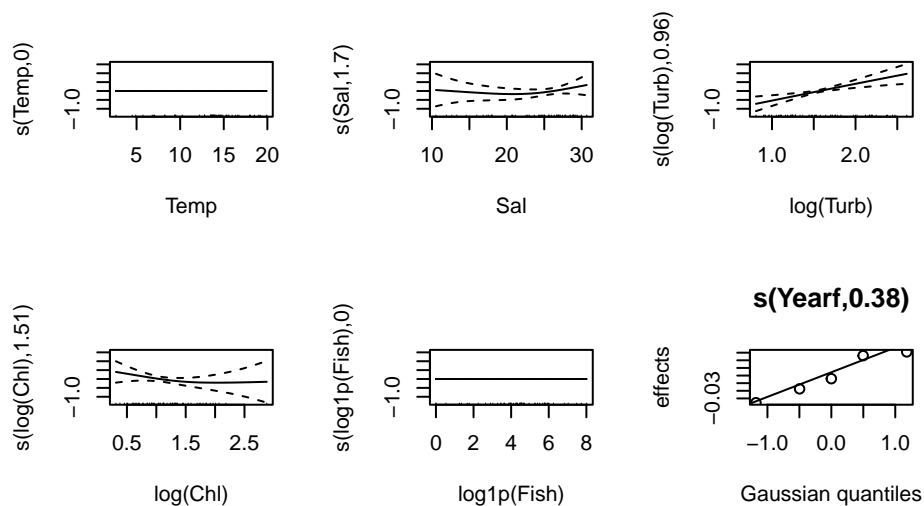 s(Temp,0)
−1.0
5 10 15 20
Temp
s(Sal,1.7)
−1.0
10 20 30
Sal
s(log(Turb),0.96)
−1.0
1.0 2.0
log(Turb)
s(log(Chl),1.51)
−1.0
0.5 1.5 2.5
log(Chl)
s(log1p(Fish),0)
−1.0
0 2 4 6 8
log1p(Fish)
s(Yearf,0.38)
effects
−0.03
−1.0 0.0 1.0
Gaussian quantiles